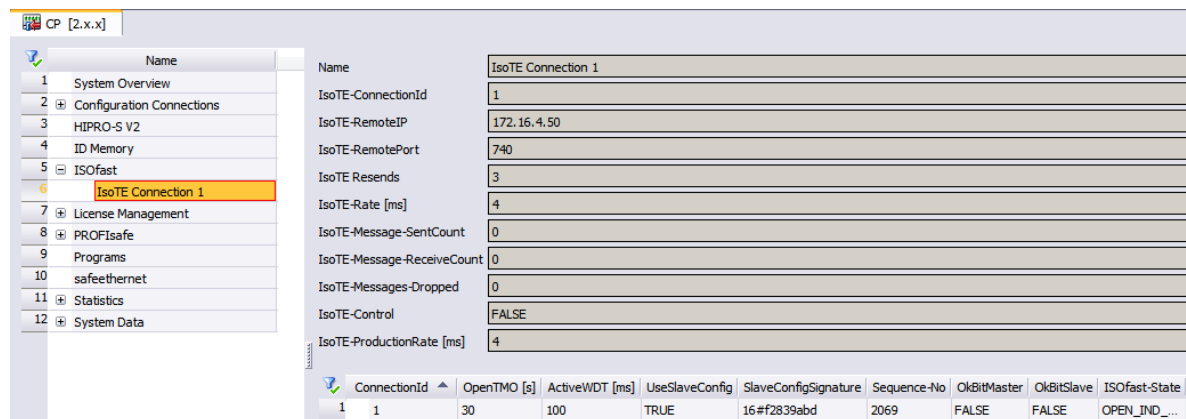 CP [2.x.x]
Name
1 System Overview
2 Configuration Connections
3 HIPRO-S V2
4 ID Memory
5 ISOfast
6 IsoTE Connection 1
7 License Management
8 PROFIsafe
9 Programs
10 safeethernet
11 Statistics
12 System Data
Name IsoTE Connection 1
IsoTE-ConnectionId 1
IsoTE-RemoteIP 172.16.4.50
IsoTE-RemotePort 740
IsoTE Resends 3
IsoTE-Rate [ms] 4
IsoTE-Message-SentCount 0
IsoTE-Message-ReceiveCount 0
IsoTE-Messages-Dropped 0
IsoTE-Control FALSE
IsoTE-ProductionRate [ms] 4
ConnectionId OpenTMO [s] ActiveWDT [ms] UseSlaveConfig SlaveConfigSignature Sequence-No OkBitMaster OkBitSlave ISOfast-State
1 1 30 100 TRUE 16#f2839abd 2069 FALSE FALSE OPEN_IND_...